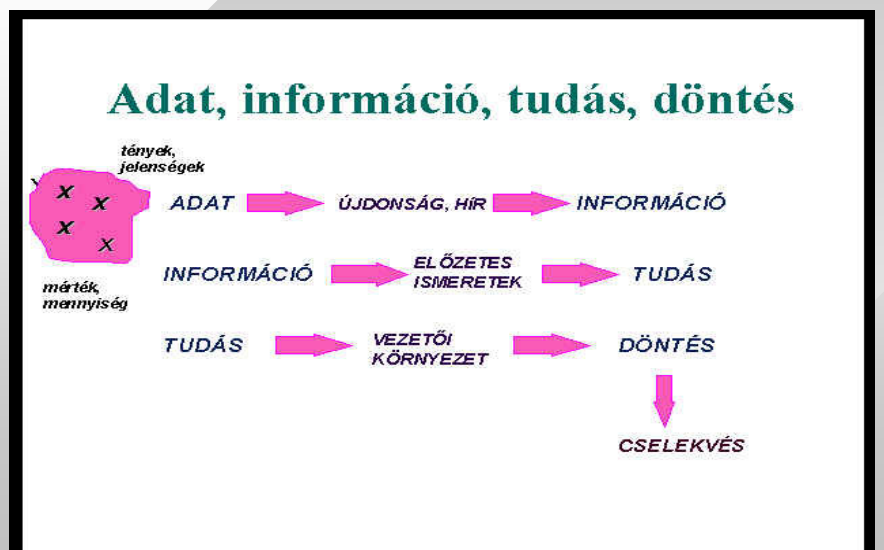 Adat, információ, tudás, döntés
tények,
jelenségek
x
x
x
x
mérték,
mennyiség
ADAT ÚJDONSÁG, HÍR INFORMÁCIÓ
INFORMÁCIÓ ELŐZETES
ISMERETEK TUDÁS
TUDÁS VEZETŐI
KÖRNYEZET DÖNTÉS
CSELEKVÉS